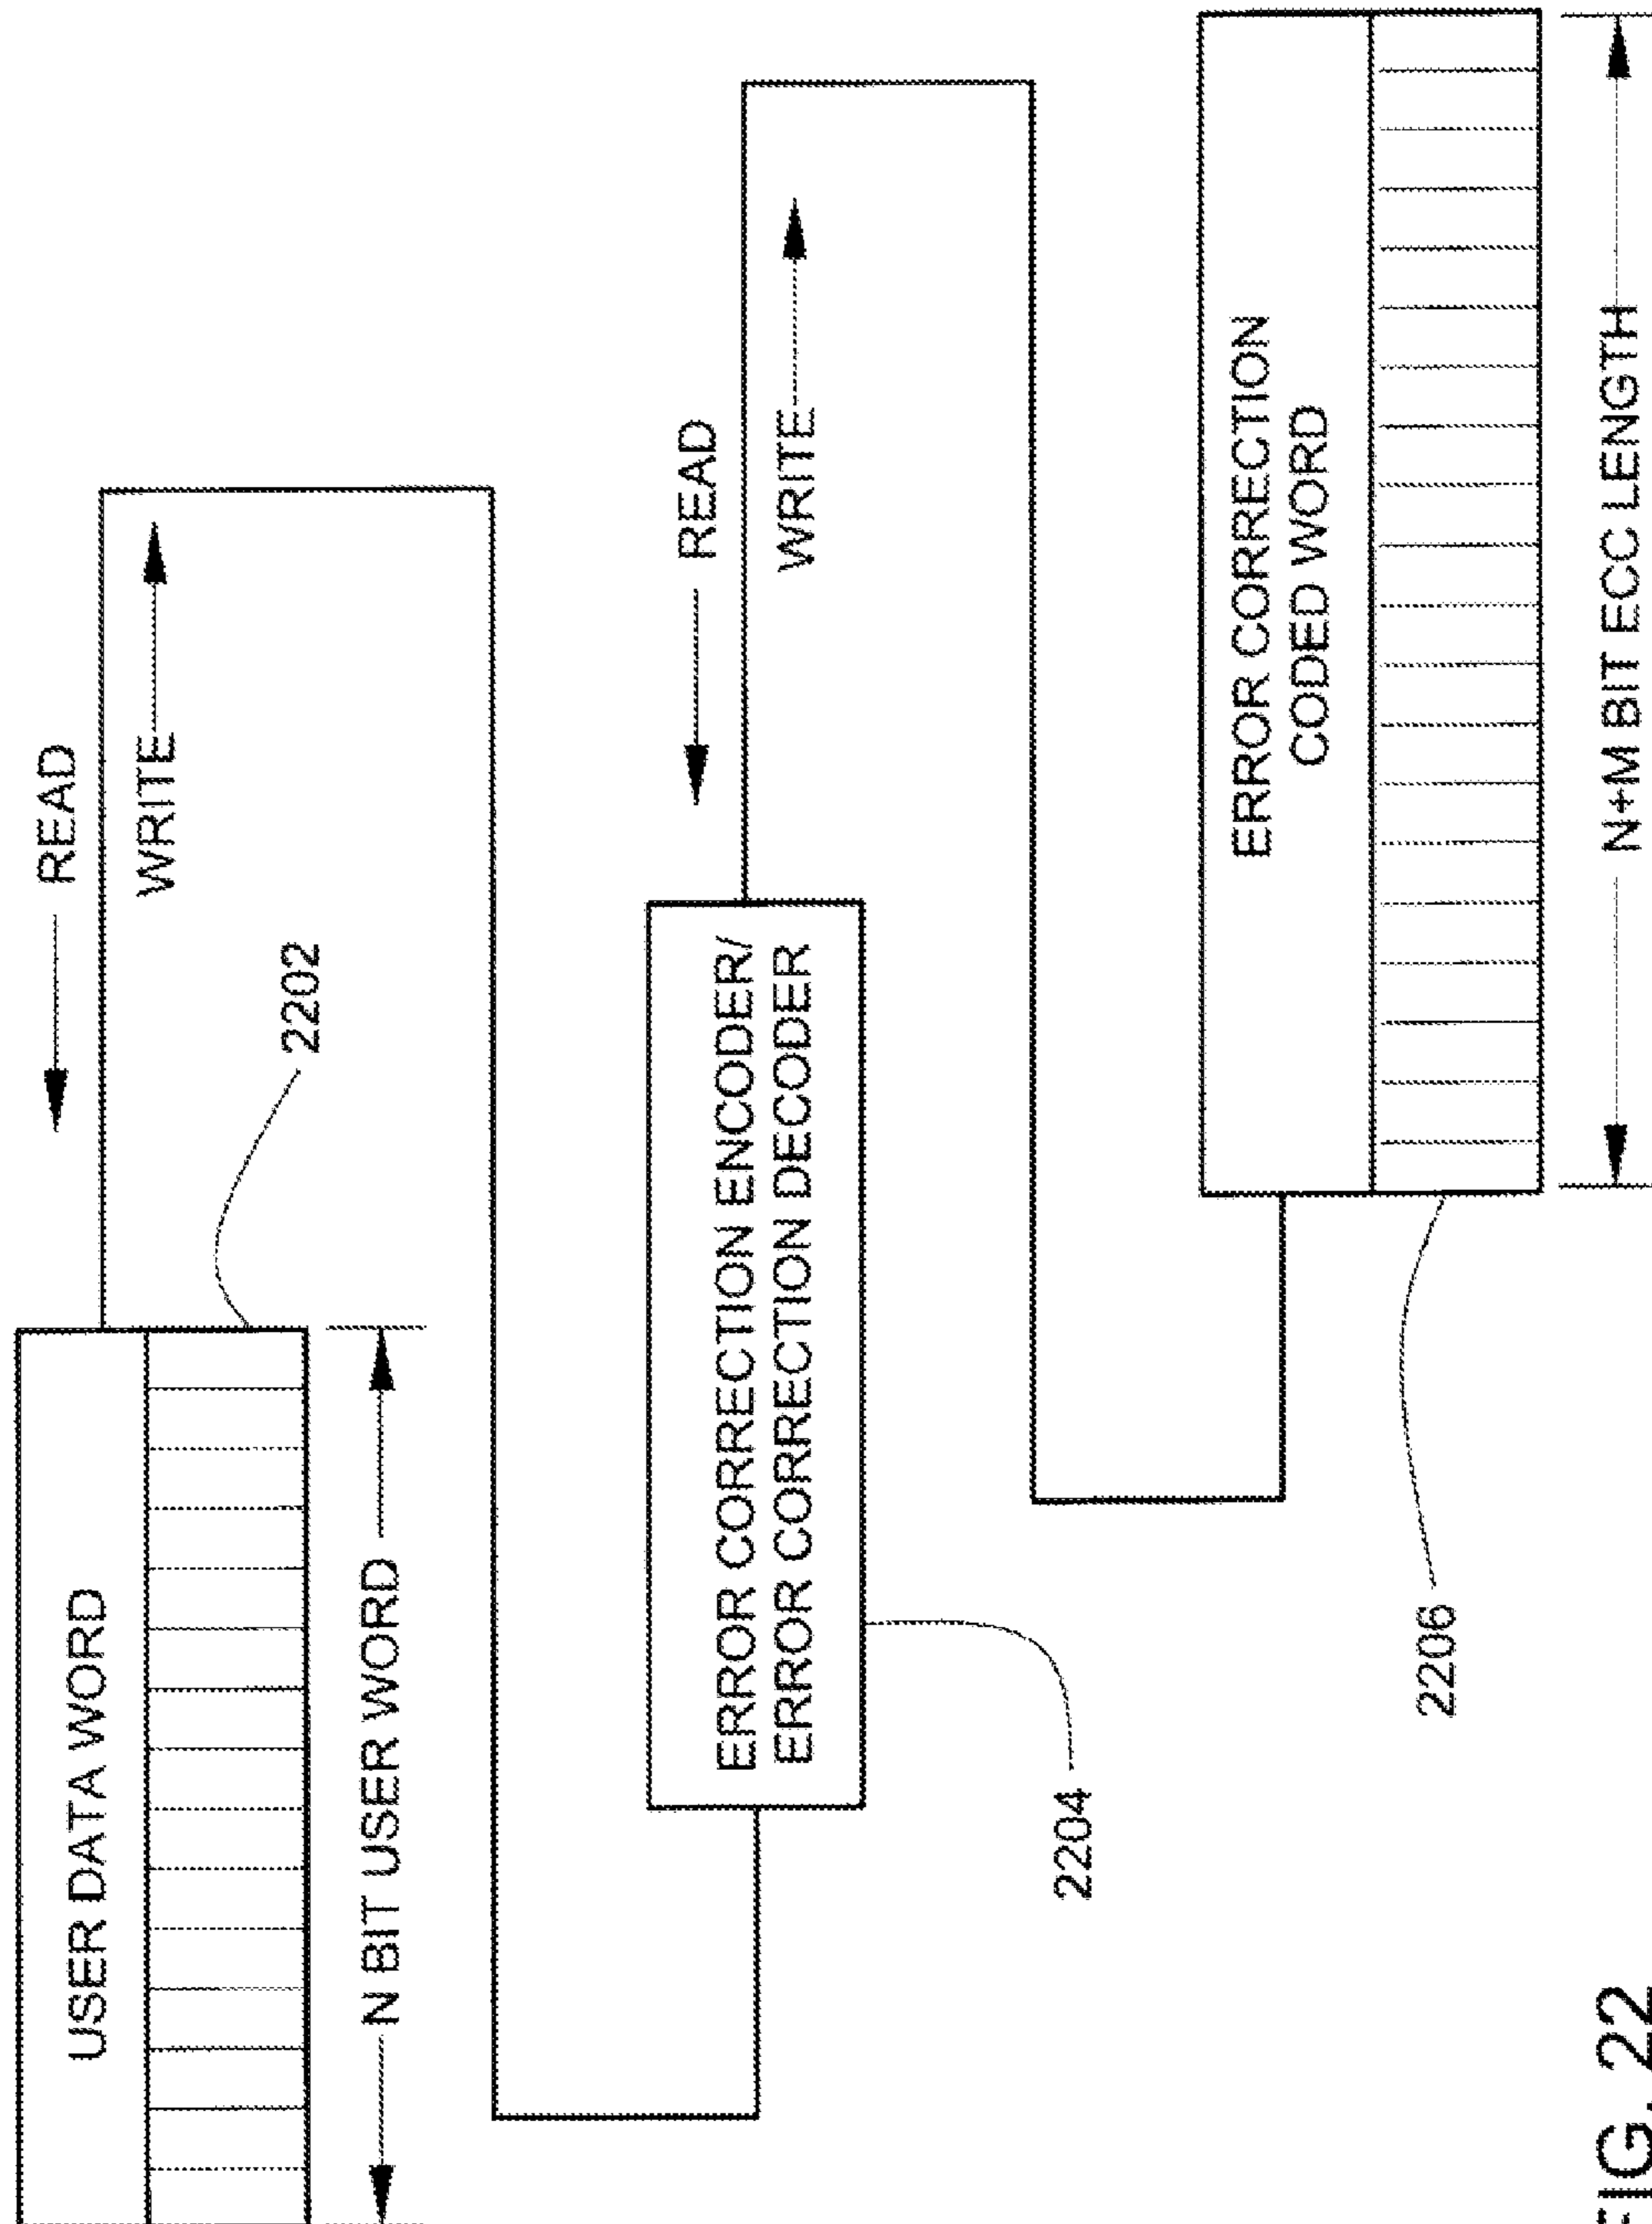 USER DATA WORD
READ
WRITE
2202
N BIT USER WORD
READ
WRITE
ERROR CORRECTION ENCODER/
ERROR CORRECTION DECODER
2204
ERROR CORRECTION
CODED WORD
2206
N+M BIT ECC LENGTH
FIG. 22